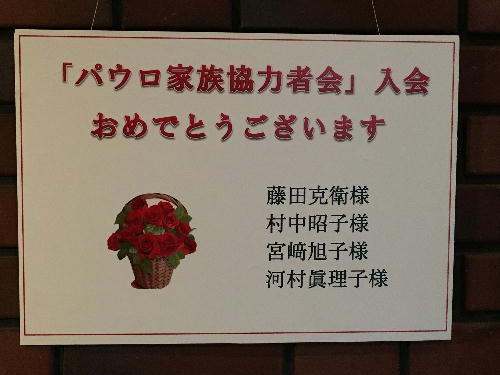 「パウロ家族協力者会」入会
おめでとうございます
藤田克衛様
村中昭子様
宮﨑旭子様
河村眞理子様